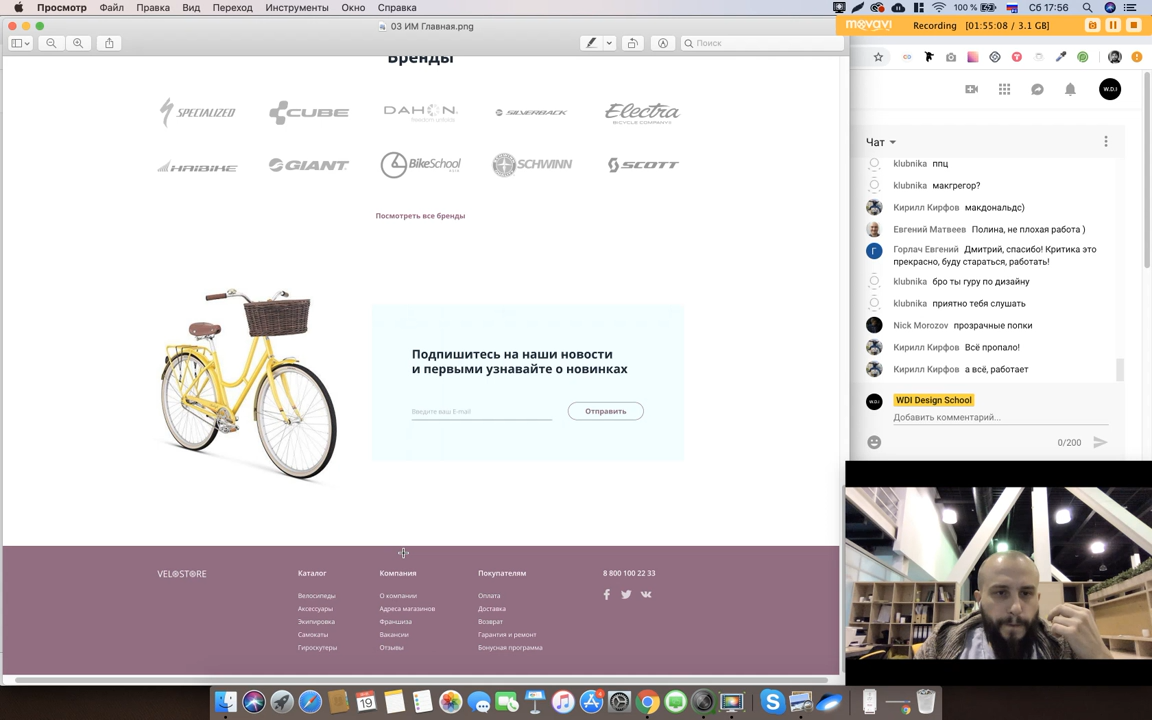 Просмотр Файл Правка Вид Переход Инструменты Окно Справка
100 % Сб 17:56
03 ИМ Главная.png
movavi Recording [01:55:08 / 3.1 GB]
Поиск
Бренды
SPECIALIZED CUBE DAHON. SILVERBACK Electra
BICYCLE COMPANY
HAIBIKE GIANT BikeSchool SCHWINN SCOTT
Посмотреть все бренды
Подпишитесь на наши новости
и первыми узнавайте о новинках
Введите ваш E-mail
Отправить
VELOSTORE
Каталог
Велосипеды
Аксессуары
Экипировка
Самокаты
Гироскутеры
Компания
О компании
Адреса магазинов
Франшиза
Вакансии
Отзывы
Покупателям
Оплата
Доставка
Возврат
Гарантия и ремонт
Бонусная программа
8 800 100 22 33
W.D.I
Чат
klubnika ппц
klubnika макгрегор?
Кирилл Кирфов макдональдс)
Евгений Матвеев Полина, не плохая работа )
Горлач Евгений Дмитрий, спасибо! Критика это
прекрасно, буду стараться, работать!
klubnika бро ты гуру по дизайну
klubnika приятно тебя слушать
Nick Morozov прозрачные попки
Кирилл Кирфов Всё пропало!
Кирилл Кирфов а всё, работает
WDI Design School
Добавить комментарий...
0/200
19